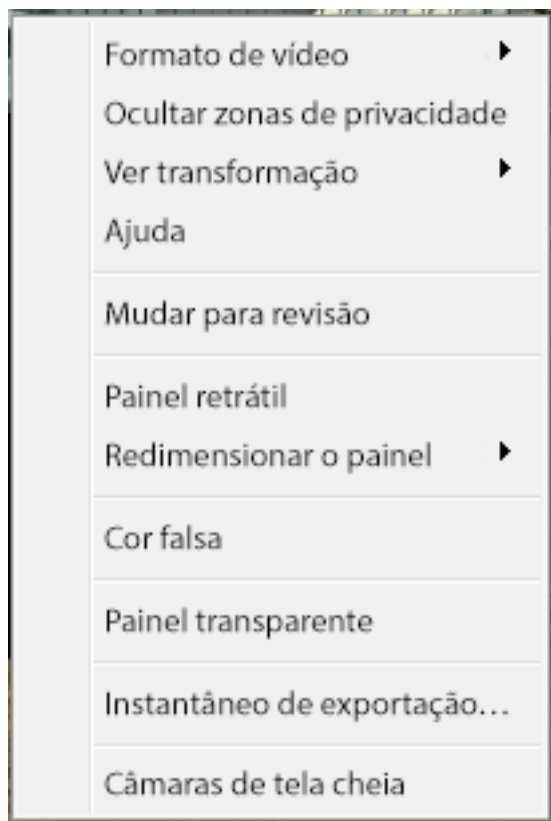 Formato de vídeo
Ocultar zonas de privacidade
Ver transformação
Ajuda
Mudar para revisão
Painel retrátil
Redimensionar o painel
Cor falsa
Painel transparente
Instantâneo de exportação...
Câmaras de tela cheia